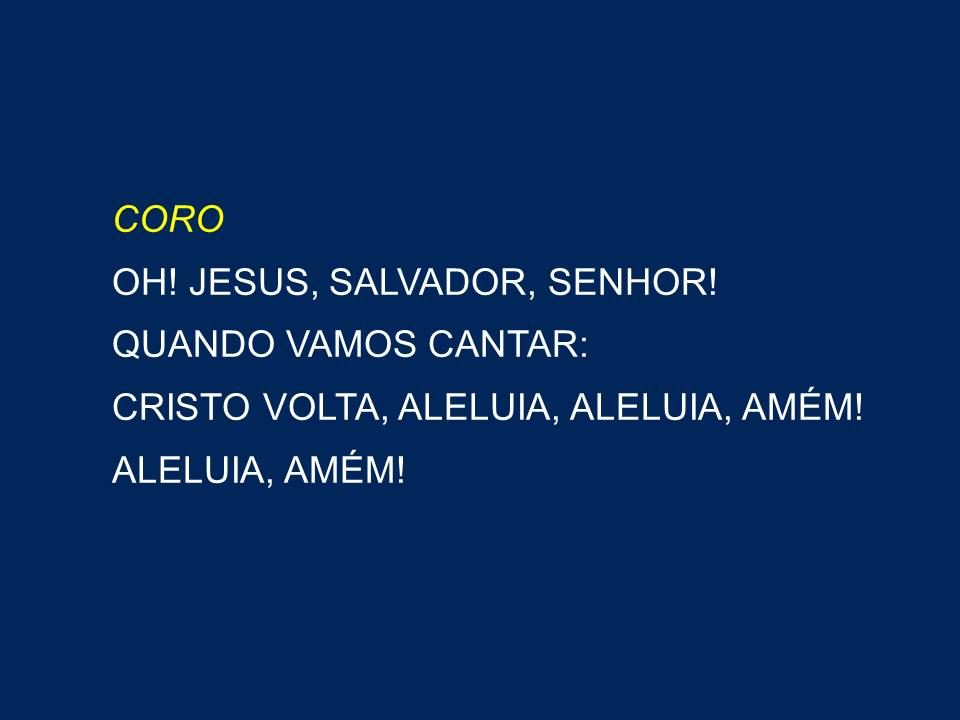 CORO
OH! JESUS, SALVADOR, SENHOR!
QUANDO VAMOS CANTAR:
CRISTO VOLTA, ALELUIA, ALELUIA, AMÉM!
ALELUIA, AMÉM!